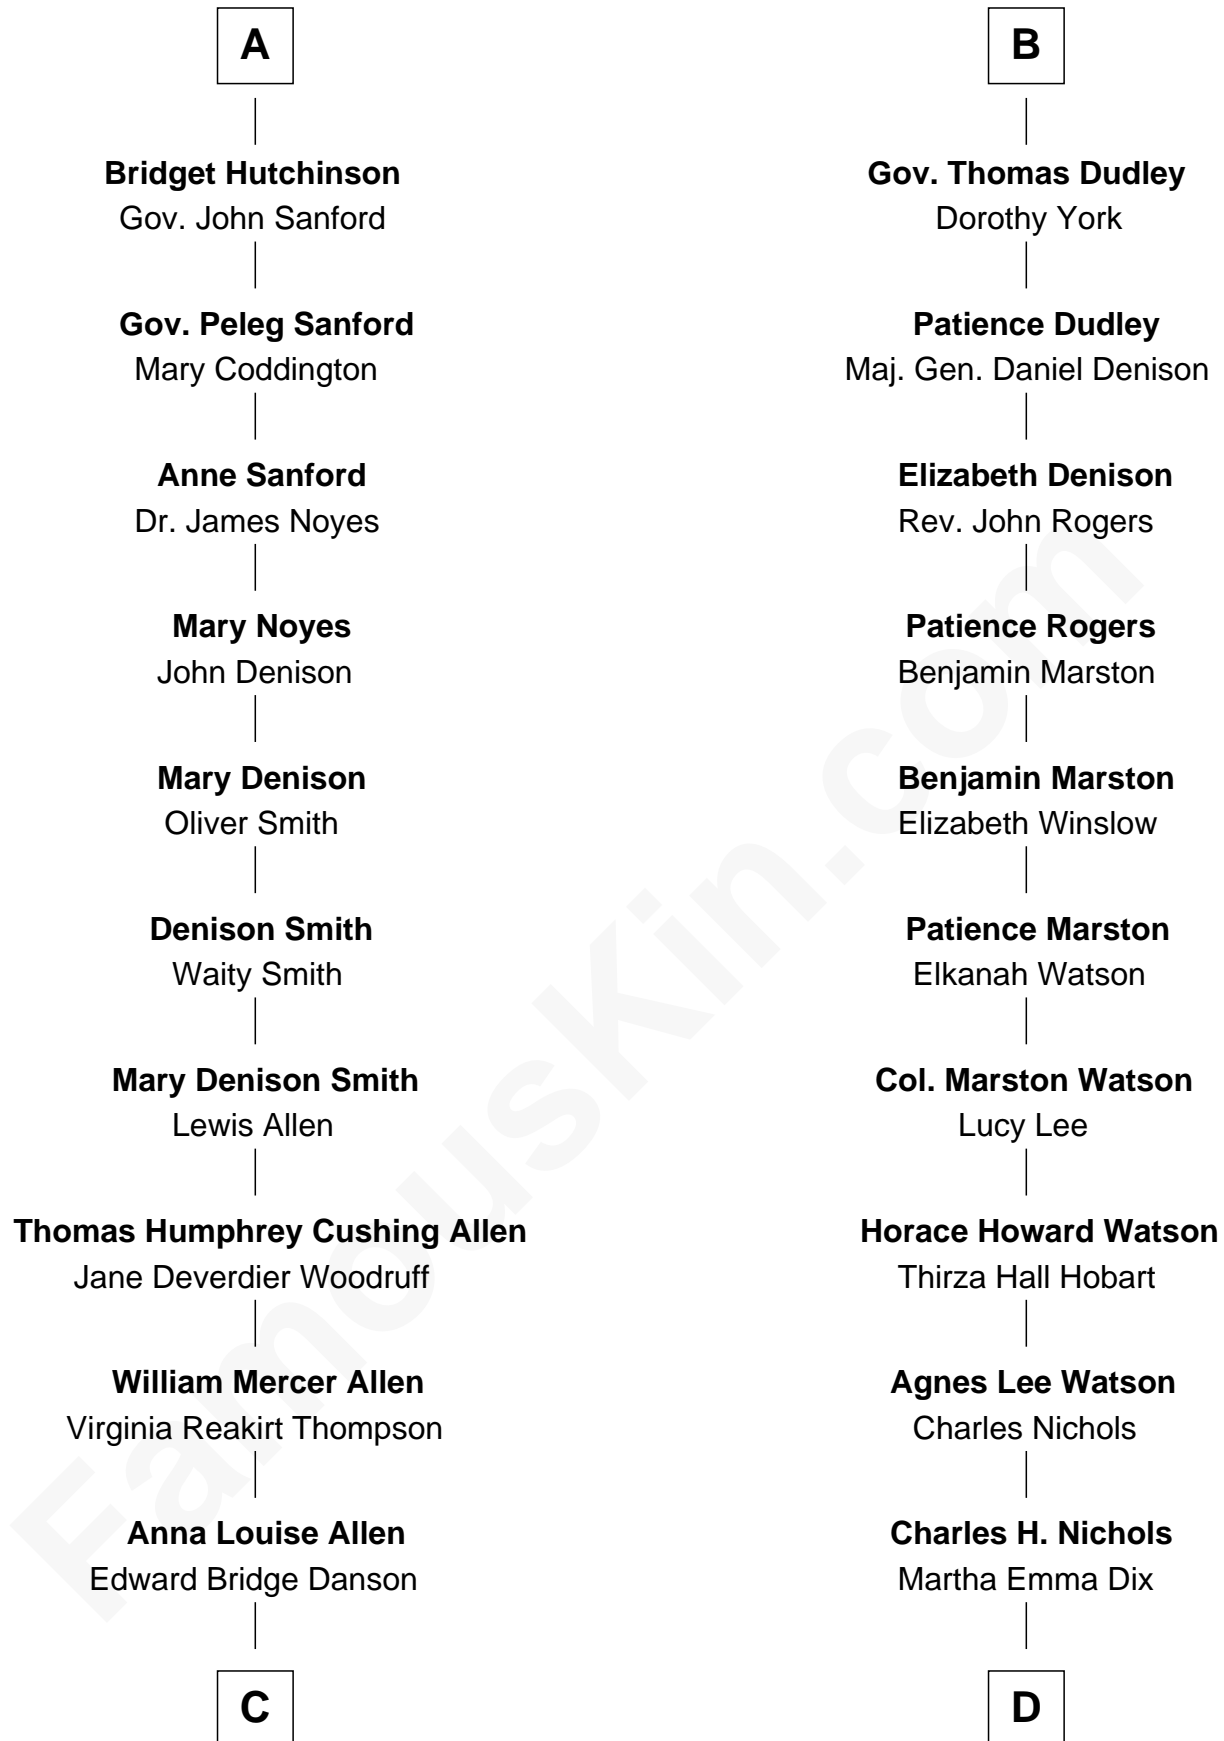 A
Bridget Hutchinson
Gov. John Sanford
Gov. Peleg Sanford
Mary Coddington
Anne Sanford
Dr. James Noyes
Mary Noyes
John Denison
Mary Denison
Oliver Smith
Denison Smith
Waity Smith
Mary Denison Smith
Lewis Allen
Thomas Humphrey Cushing Allen
Jane Deverdier Woodruff
William Mercer Allen
Virginia Reakirt Thompson
Anna Louise Allen
Edward Bridge Danson
C
B
Gov. Thomas Dudley
Dorothy York
Patience Dudley
Maj. Gen. Daniel Denison
Elizabeth Denison
Rev. John Rogers
Patience Rogers
Benjamin Marston
Benjamin Marston
Elizabeth Winslow
Patience Marston
Elkanah Watson
Col. Marston Watson
Lucy Lee
Horace Howard Watson
Thirza Hall Hobart
Agnes Lee Watson
Charles Nichols
Charles H. Nichols
Martha Emma Dix
D
FamousKin.com